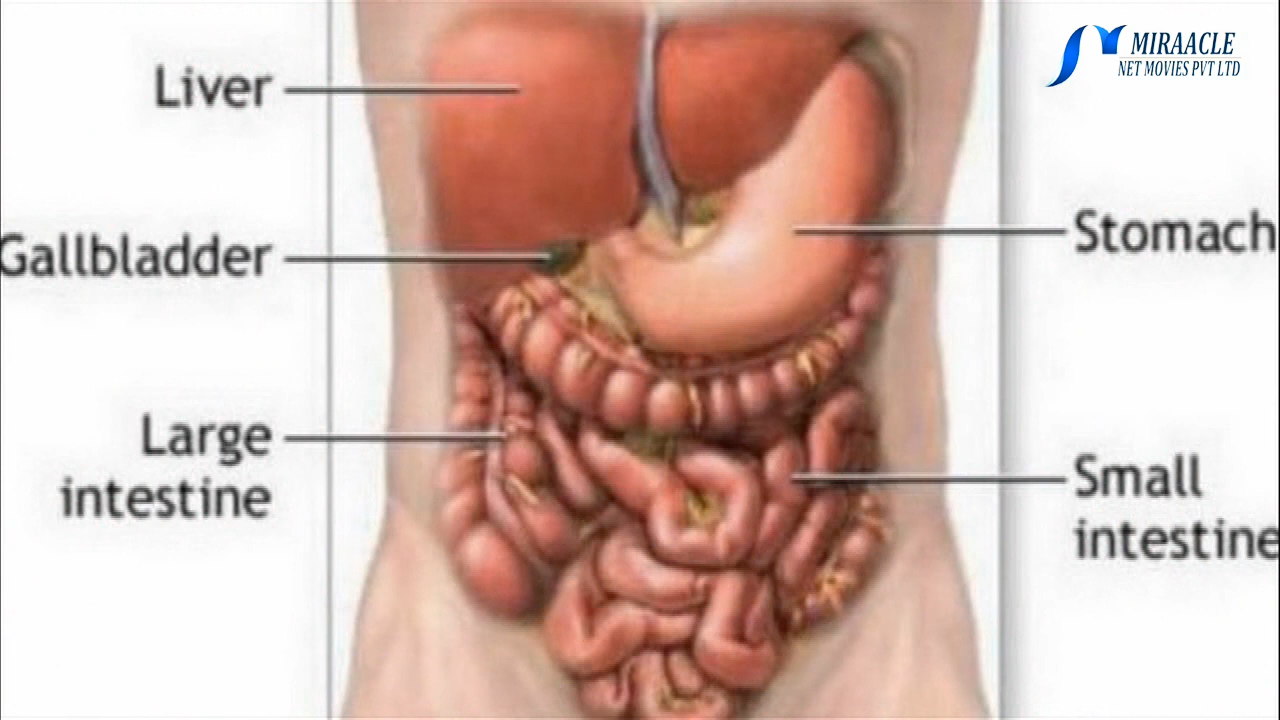 MIRAACLE
NET MOVIES PVT LTD
Liver
Stomach
Gallbladder
Large
intestine
Small
intestine